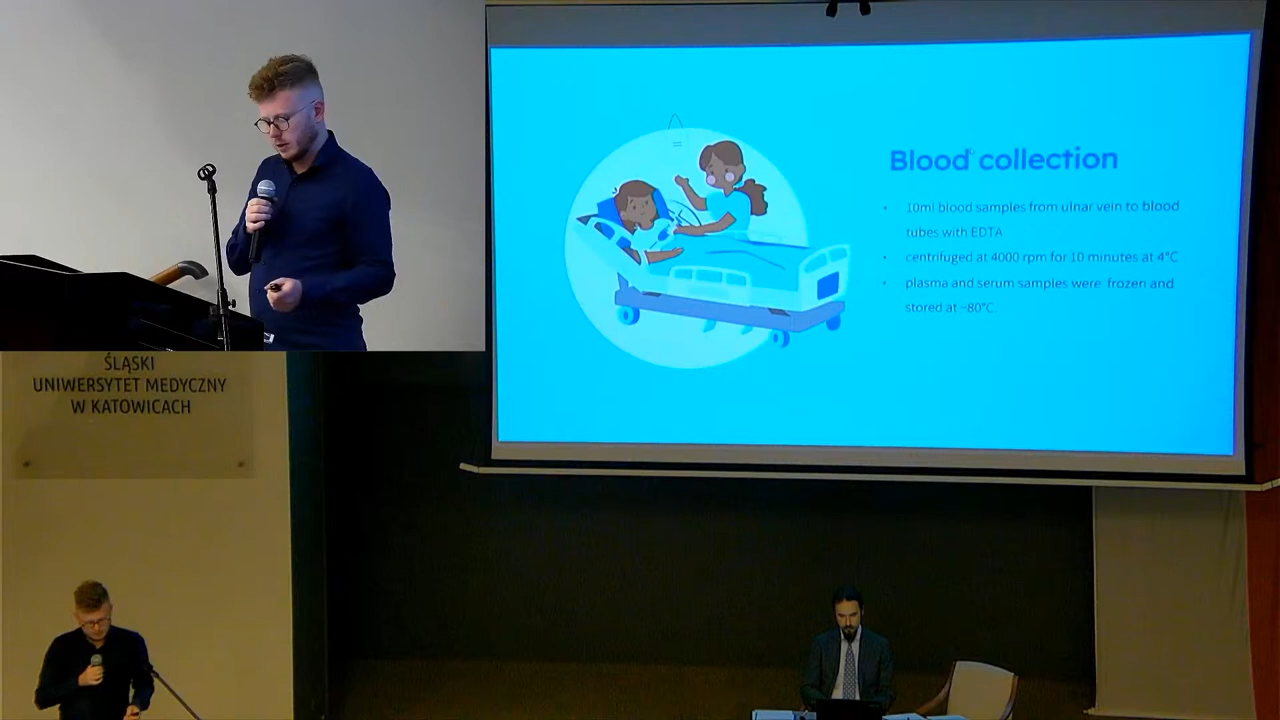 Blood collection
10ml blood samples from ulnar vein to blood
tubes with EDTA
centrifuged at 4000 rpm for 10 minutes at 4°C
plasma and serum samples were frozen and
stored at -80°C.
ŚLĄSKI
UNIWERSYTET MEDYCZNY
W KATOWICACH